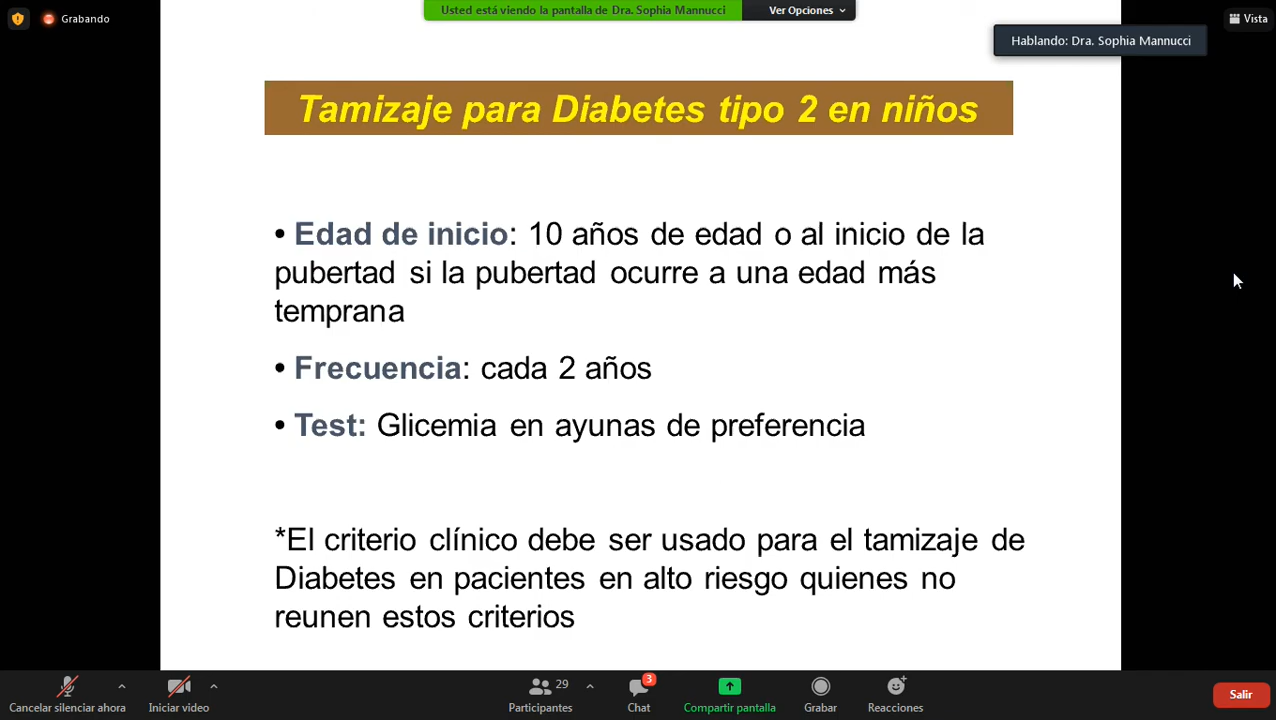 Grabando
Usted está viendo la pantalla de Dra. Sophia Mannucci
Ver Opciones
Vista
Hablando: Dra. Sophia Mannucci
Tamizaje para Diabetes tipo 2 en niños
• Edad de inicio: 10 años de edad o al inicio de la
pubertad si la pubertad ocurre a una edad más
temprana
• Frecuencia: cada 2 años
• Test: Glicemia en ayunas de preferencia
*El criterio clínico debe ser usado para el tamizaje de
Diabetes en pacientes en alto riesgo quienes no
reunen estos criterios
Cancelar silenciar ahora
Iniciar video
29
Participantes
3
Chat
Compartir pantalla
Grabar
Reacciones
Salir